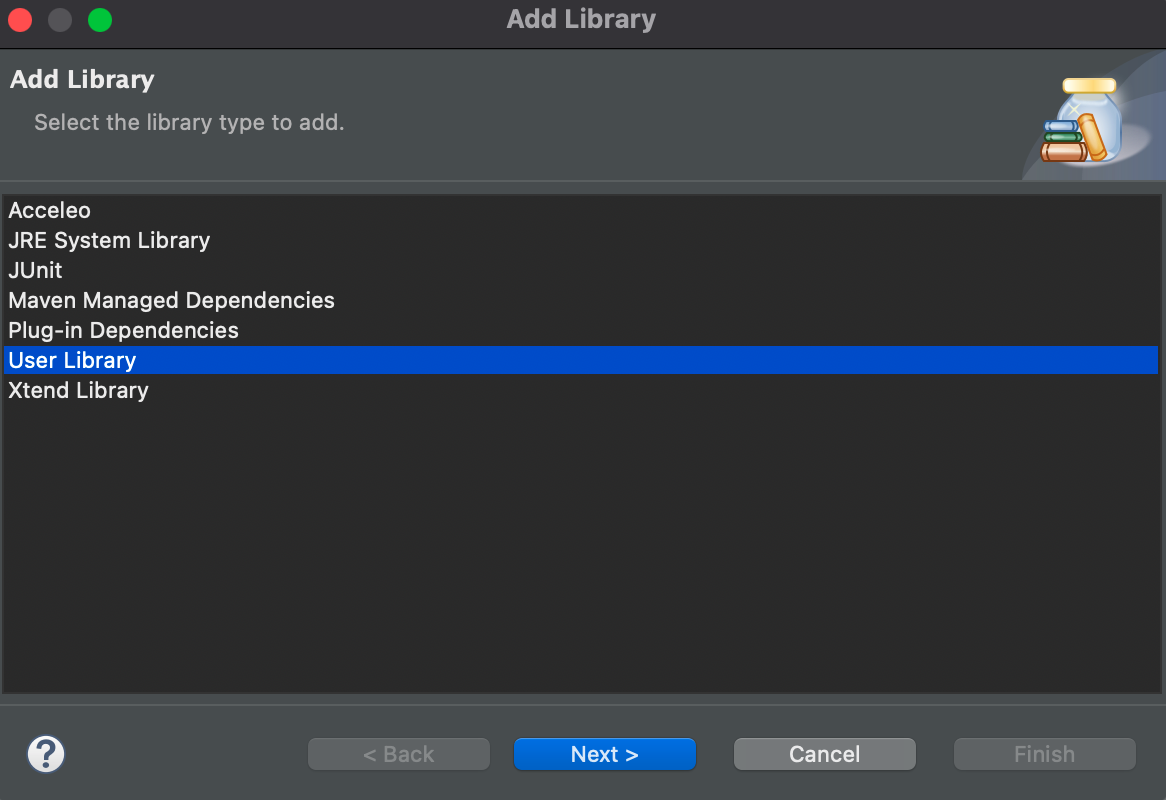 Add Library
Add Library
Select the library type to add.
Acceleo
JRE System Library
JUnit
Maven Managed Dependencies
Plug-in Dependencies
User Library
Xtend Library
?
< Back
Next >
Cancel
Finish